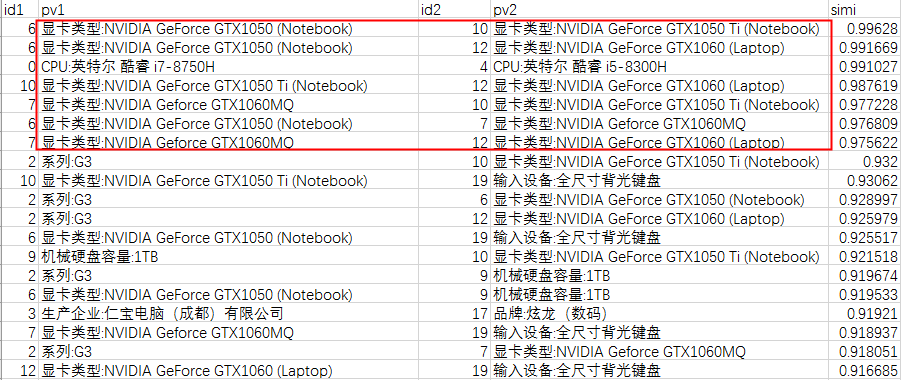 id1 pv1 id2 pv2 simi
6 显卡类型:NVIDIA GeForce GTX1050 (Notebook) 10 显卡类型:NVIDIA GeForce GTX1050 Ti (Notebook) 0.99628
6 显卡类型:NVIDIA GeForce GTX1050 (Notebook) 12 显卡类型:NVIDIA GeForce GTX1060 (Laptop) 0.991669
0 CPU:英特尔 酷睿 i7-8750H 4 CPU:英特尔 酷睿 i5-8300H 0.991027
10 显卡类型:NVIDIA GeForce GTX1050 Ti (Notebook) 12 显卡类型:NVIDIA GeForce GTX1060 (Laptop) 0.987619
7 显卡类型:NVIDIA Geforce GTX1060MQ 10 显卡类型:NVIDIA GeForce GTX1050 Ti (Notebook) 0.977228
6 显卡类型:NVIDIA GeForce GTX1050 (Notebook) 7 显卡类型:NVIDIA Geforce GTX1060MQ 0.976809
7 显卡类型:NVIDIA Geforce GTX1060MQ 12 显卡类型:NVIDIA GeForce GTX1060 (Laptop) 0.975622
2 系列:G3 10 显卡类型:NVIDIA GeForce GTX1050 Ti (Notebook) 0.932
10 显卡类型:NVIDIA GeForce GTX1050 Ti (Notebook) 19 输入设备:全尺寸背光键盘 0.93062
2 系列:G3 6 显卡类型:NVIDIA GeForce GTX1050 (Notebook) 0.928997
2 系列:G3 12 显卡类型:NVIDIA GeForce GTX1060 (Laptop) 0.925979
6 显卡类型:NVIDIA GeForce GTX1050 (Notebook) 19 输入设备:全尺寸背光键盘 0.925517
9 机械硬盘容量:1TB 10 显卡类型:NVIDIA GeForce GTX1050 Ti (Notebook) 0.921518
2 系列:G3 9 机械硬盘容量:1TB 0.919674
6 显卡类型:NVIDIA GeForce GTX1050 (Notebook) 9 机械硬盘容量:1TB 0.919533
3 生产企业:仁宝电脑（成都）有限公司 17 品牌:炫龙（数码） 0.91921
7 显卡类型:NVIDIA Geforce GTX1060MQ 19 输入设备:全尺寸背光键盘 0.918937
2 系列:G3 7 显卡类型:NVIDIA Geforce GTX1060MQ 0.918051
12 显卡类型:NVIDIA GeForce GTX1060 (Laptop) 19 输入设备:全尺寸背光键盘 0.916685